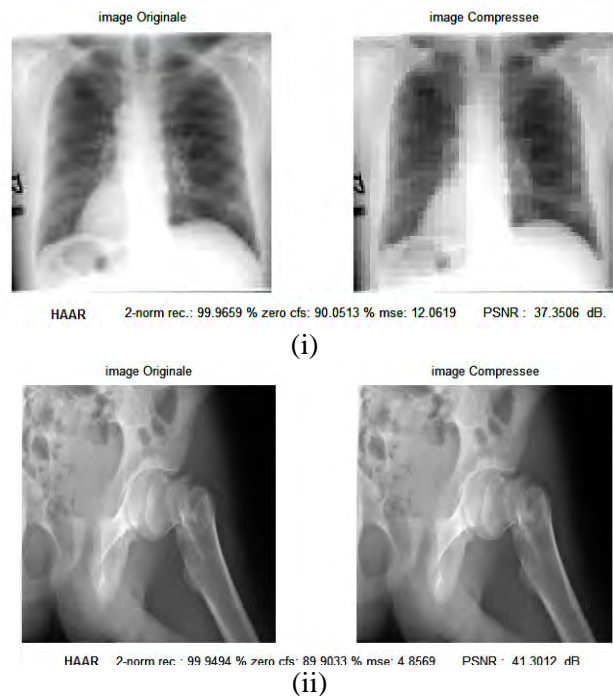 image Originale image Compressee
HAAR 2-norm rec.: 99.9659 % zero cfs: 90.0513 % mse: 12.0619 PSNR : 37.3506 dB.
(i)
image Originale image Compressee
HAAR 2-norm rec.: 99.9494 % zero cfs: 89.9033 % mse: 4.8569 PSNR : 41.3012 dB
(ii)